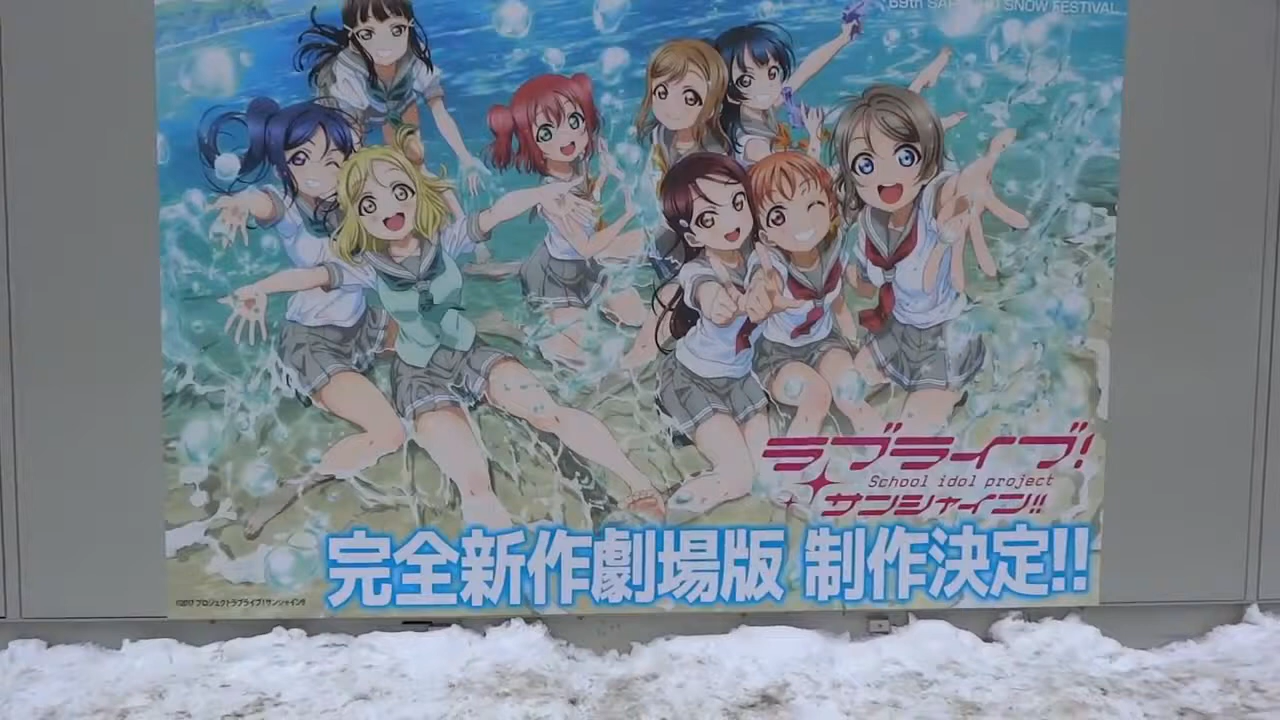 69th SAPPORO SNOW FESTIVAL
ラブライブ!
School idol project
サンシャイン!!
完全新作劇場版 制作決定!!
©2017 プロジェクトラブライブ!サンシャイン!!